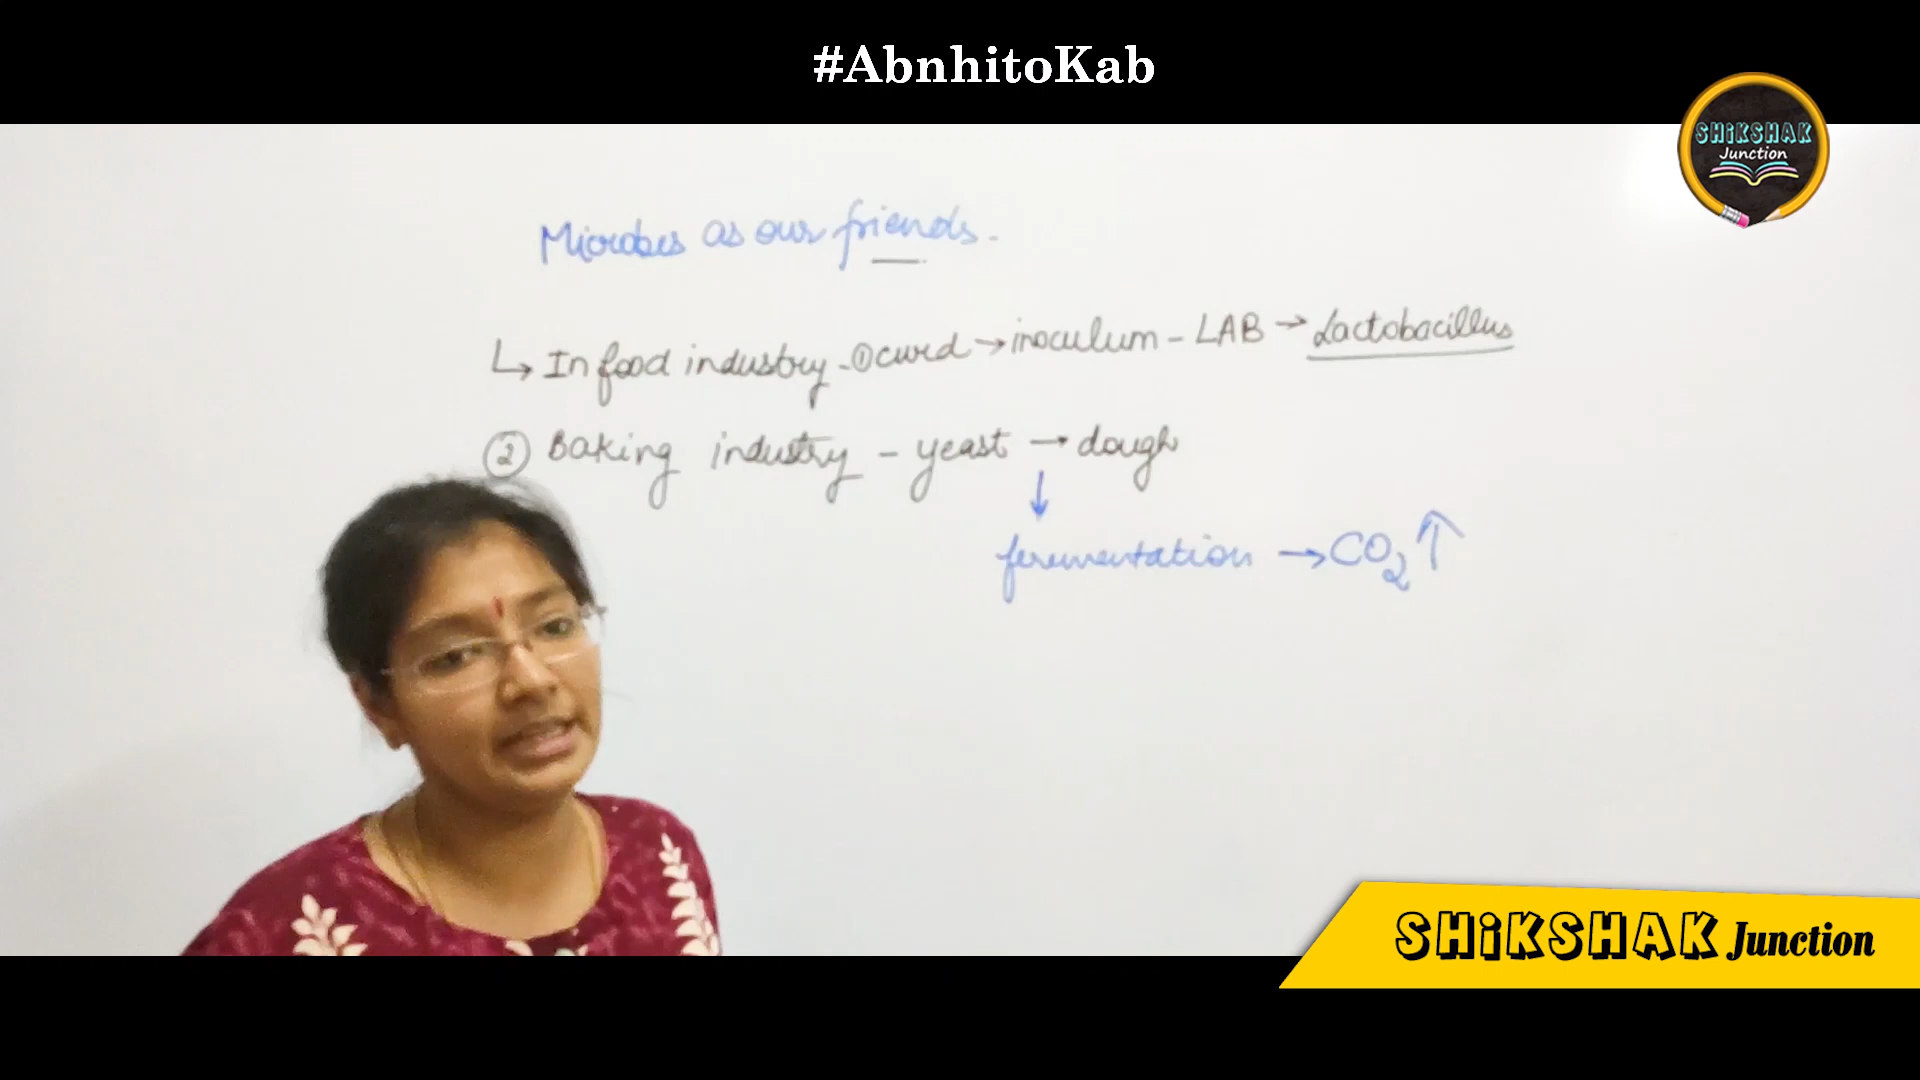 #AbnhitoKab
SHiKSHAK
Junction
Microbes as our friends.
↳ In food industry - ① curd → inoculum - LAB → Lactobacillus
② Baking industry - yeast → dough
↓
fermentation → CO₂ ↑
SHiKSHAK Junction